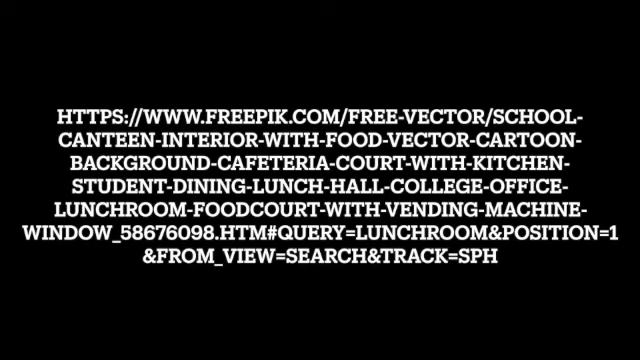 HTTPS://WWW.FREEPIK.COM/FREE-VECTOR/SCHOOL-
CANTEEN-INTERIOR-WITH-FOOD-VECTOR-CARTOON-
BACKGROUND-CAFETERIA-COURT-WITH-KITCHEN-
STUDENT-DINING-LUNCH-HALL-COLLEGE-OFFICE-
LUNCHROOM-FOODCOURT-WITH-VENDING-MACHINE-
WINDOW_58676098.HTM#QUERY=LUNCHROOM&POSITION=1
&FROM_VIEW=SEARCH&TRACK=SPH